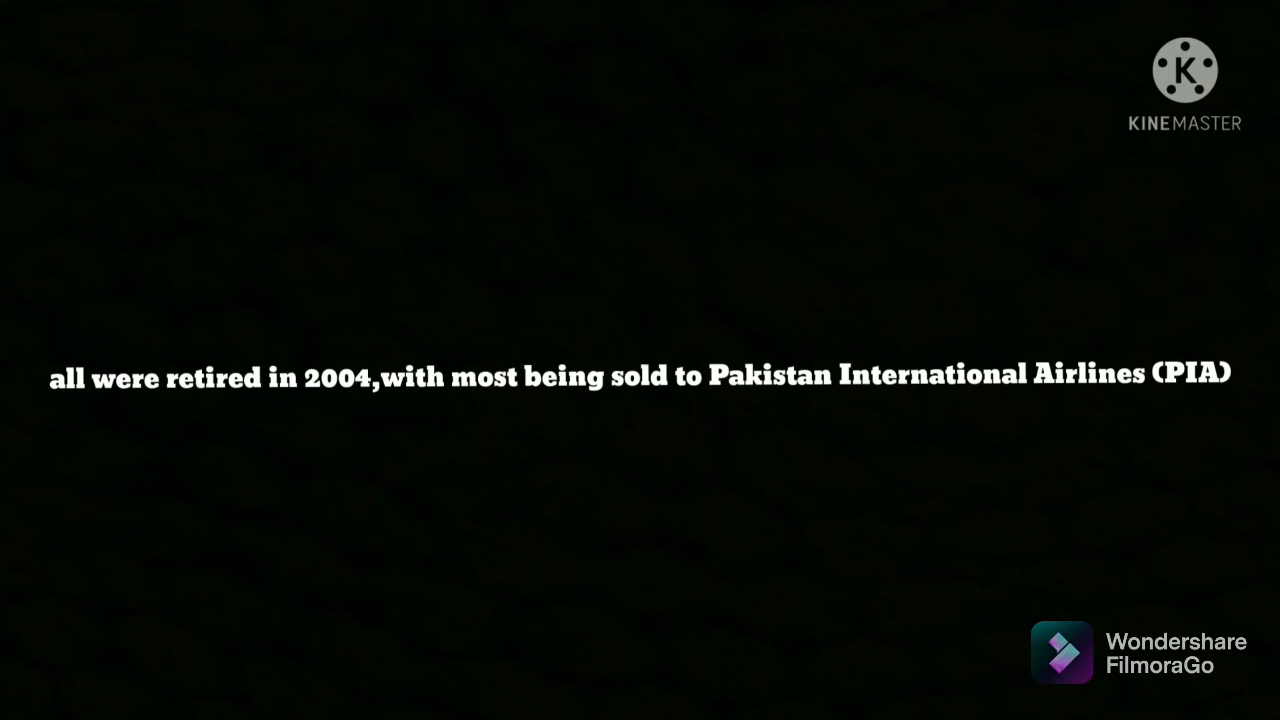 K
KINEMASTER
all were retired in 2004,with most being sold to Pakistan International Airlines (PIA)
Wondershare
FilmoraGo